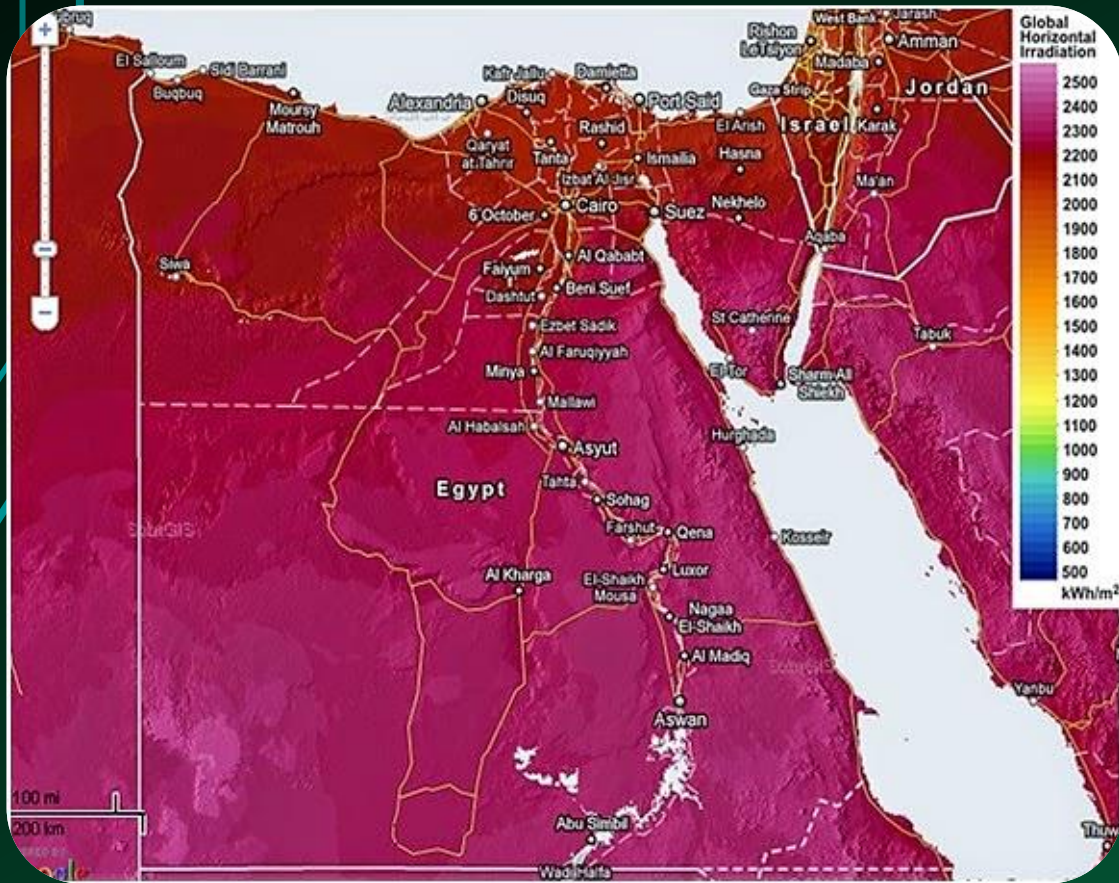 Global
Horizontal
Irradiation
2500
2400
2300
2200
2100
2000
1900
1800
1700
1600
1500
1400
1300
1200
1100
1000
900
800
700
600
500
kWh/m²
West Bank
Jarash
Rishon
LeTsiyon
Amman
Madaba
Gaza Strip
Jordan
Israel
Karak
Ma'an
El Salloum
Sidi Barrani
Buqbuq
Moursy
Matrouh
Kafr Jallu
Damietta
Alexandria
Disuq
Port Said
Rashid
El Arish
Qaryat
at Tahrir
Tanta
Ismailia
Hasna
Izbat Al Jisr
6 October
Cairo
Suez
Nekhelo
Aqaba
Siwa
Faiyum
Al Qababt
Dashtut
Beni Suef
St Catherine
Tabuk
Ezbet Sadik
Al Faruqiyyah
Minya
El-Tor
Sharm All
Shiekh
Mallawi
Al Habalsah
Hurghada
Asyut
Egypt
Tahta
Sohag
SolarGIS
Farshut
Qena
Kosseir
Al Kharga
Luxor
El-Shaikh
Mousa
Nagaa
El-Shaikh
Al Madiq
SolarGIS
Yanbu
Aswan
100 mi
200 km
Abu Simbil
Wadi Halfa